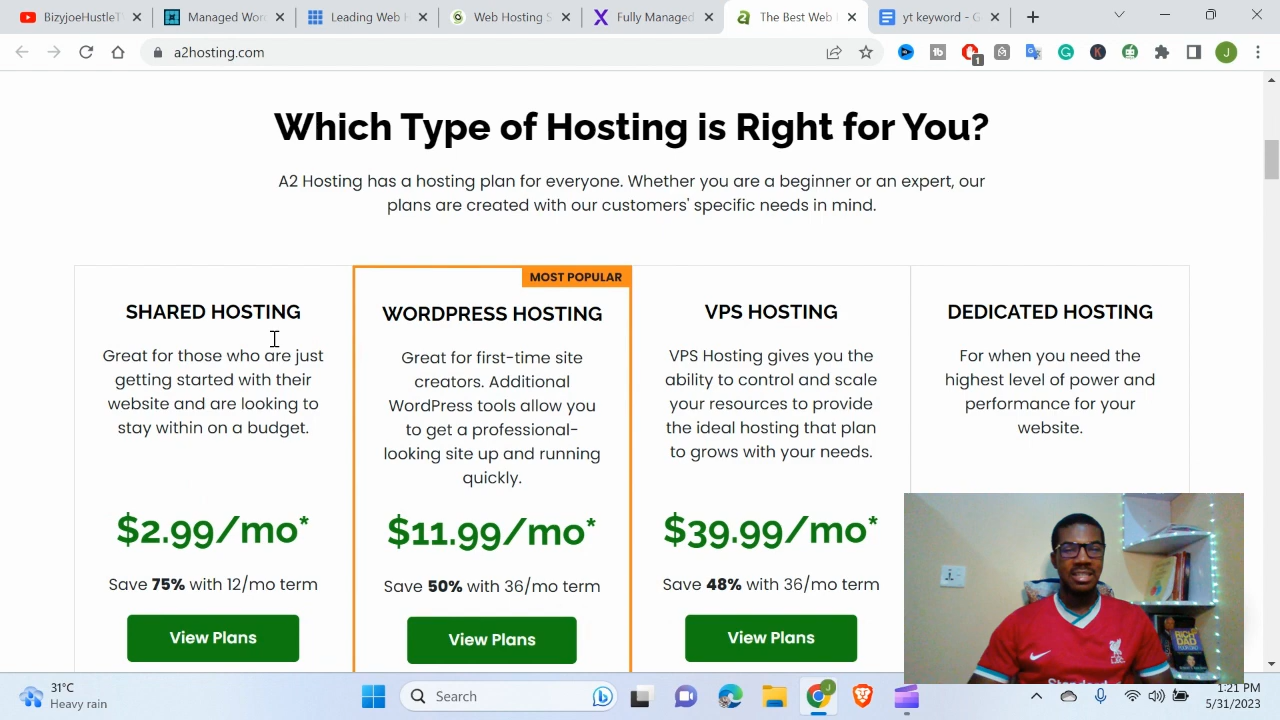 BizjoeHustleT
Managed Wor
Leading Web
Web Hosting S
Fully Managed
The Best Web
yt keyword - G
a2hosting.com
1
J
Which Type of Hosting is Right for You?
A2 Hosting has a hosting plan for everyone. Whether you are a beginner or an expert, our
plans are created with our customers' specific needs in mind.
SHARED HOSTING
Great for those who are just
getting started with their
website and are looking to
stay within on a budget.
$2.99/mo*
Save 75% with 12/mo term
View Plans
MOST POPULAR
WORDPRESS HOSTING
Great for first-time site
creators. Additional
WordPress tools allow you
to get a professional-
looking site up and running
quickly.
$11.99/mo*
Save 50% with 36/mo term
View Plans
VPS HOSTING
VPS Hosting gives you the
ability to control and scale
your resources to provide
the ideal hosting that plan
to grows with your needs.
$39.99/mo*
Save 48% with 36/mo term
View Plans
DEDICATED HOSTING
For when you need the
highest level of power and
performance for your
website.
RICH
DAD
31°C
Heavy rain
Search
1:21 PM
5/31/2023